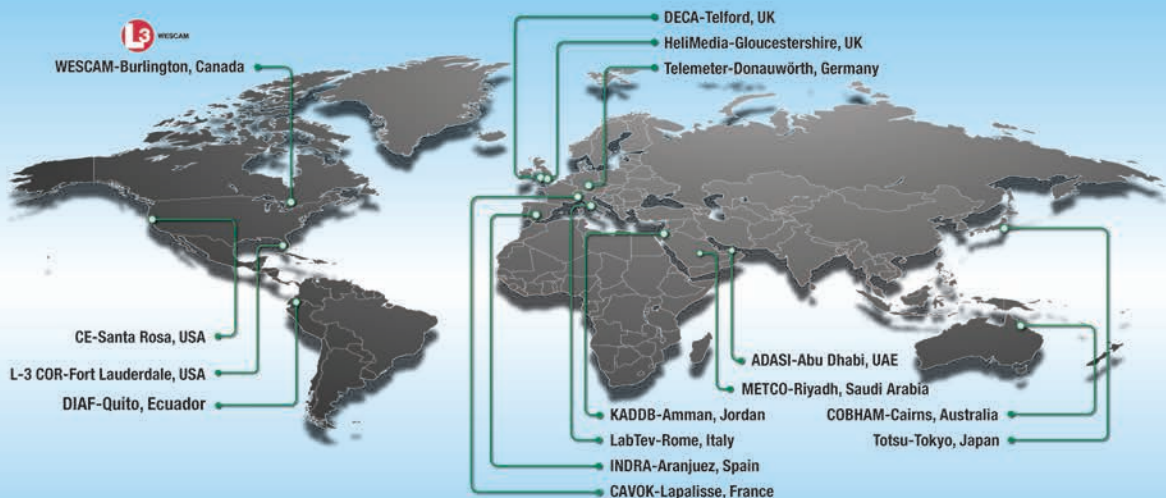 L3 WESCAM
WESCAM-Burlington, Canada
DECA-Telford, UK
HeliMedia-Gloucestershire, UK
Telemeter-Donauwörth, Germany
CE-Santa Rosa, USA
L-3 COR-Fort Lauderdale, USA
DIAF-Quito, Ecuador
ADASI-Abu Dhabi, UAE
METCO-Riyadh, Saudi Arabia
KADDB-Amman, Jordan
COBHAM-Cairns, Australia
LabTev-Rome, Italy
Totsu-Tokyo, Japan
INDRA-Aranjuez, Spain
CAVOK-Lapalisse, France